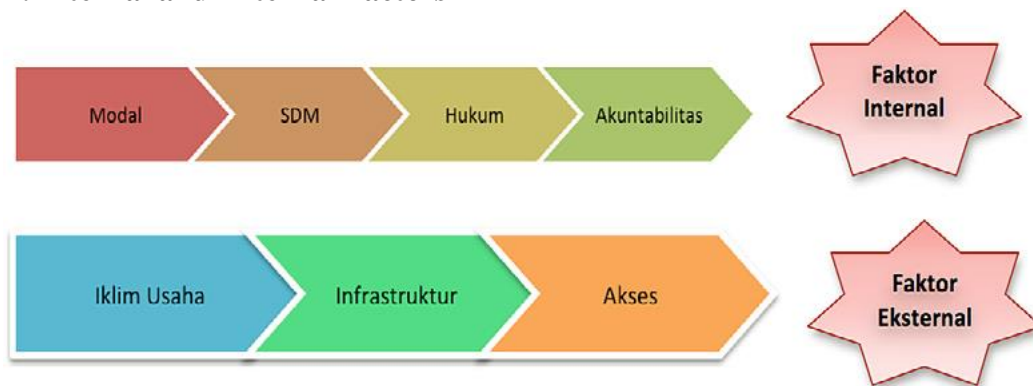 Modal
SDM
Hukum
Akuntabilitas
Faktor
Internal
Iklim Usaha
Infrastruktur
Akses
Faktor
Eksternal